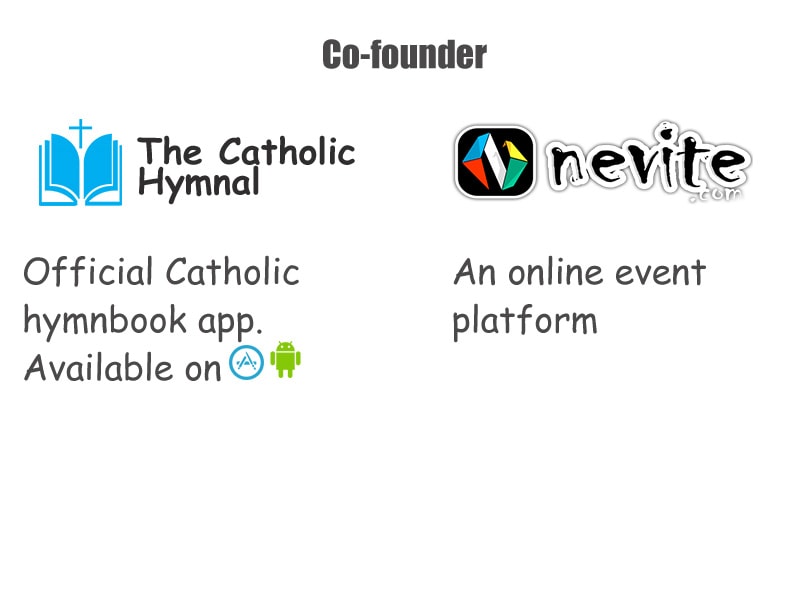 Co-founder
The Catholic
Hymnal
Official Catholic
hymnbook app.
Available on
nevite
.com
An online event
platform